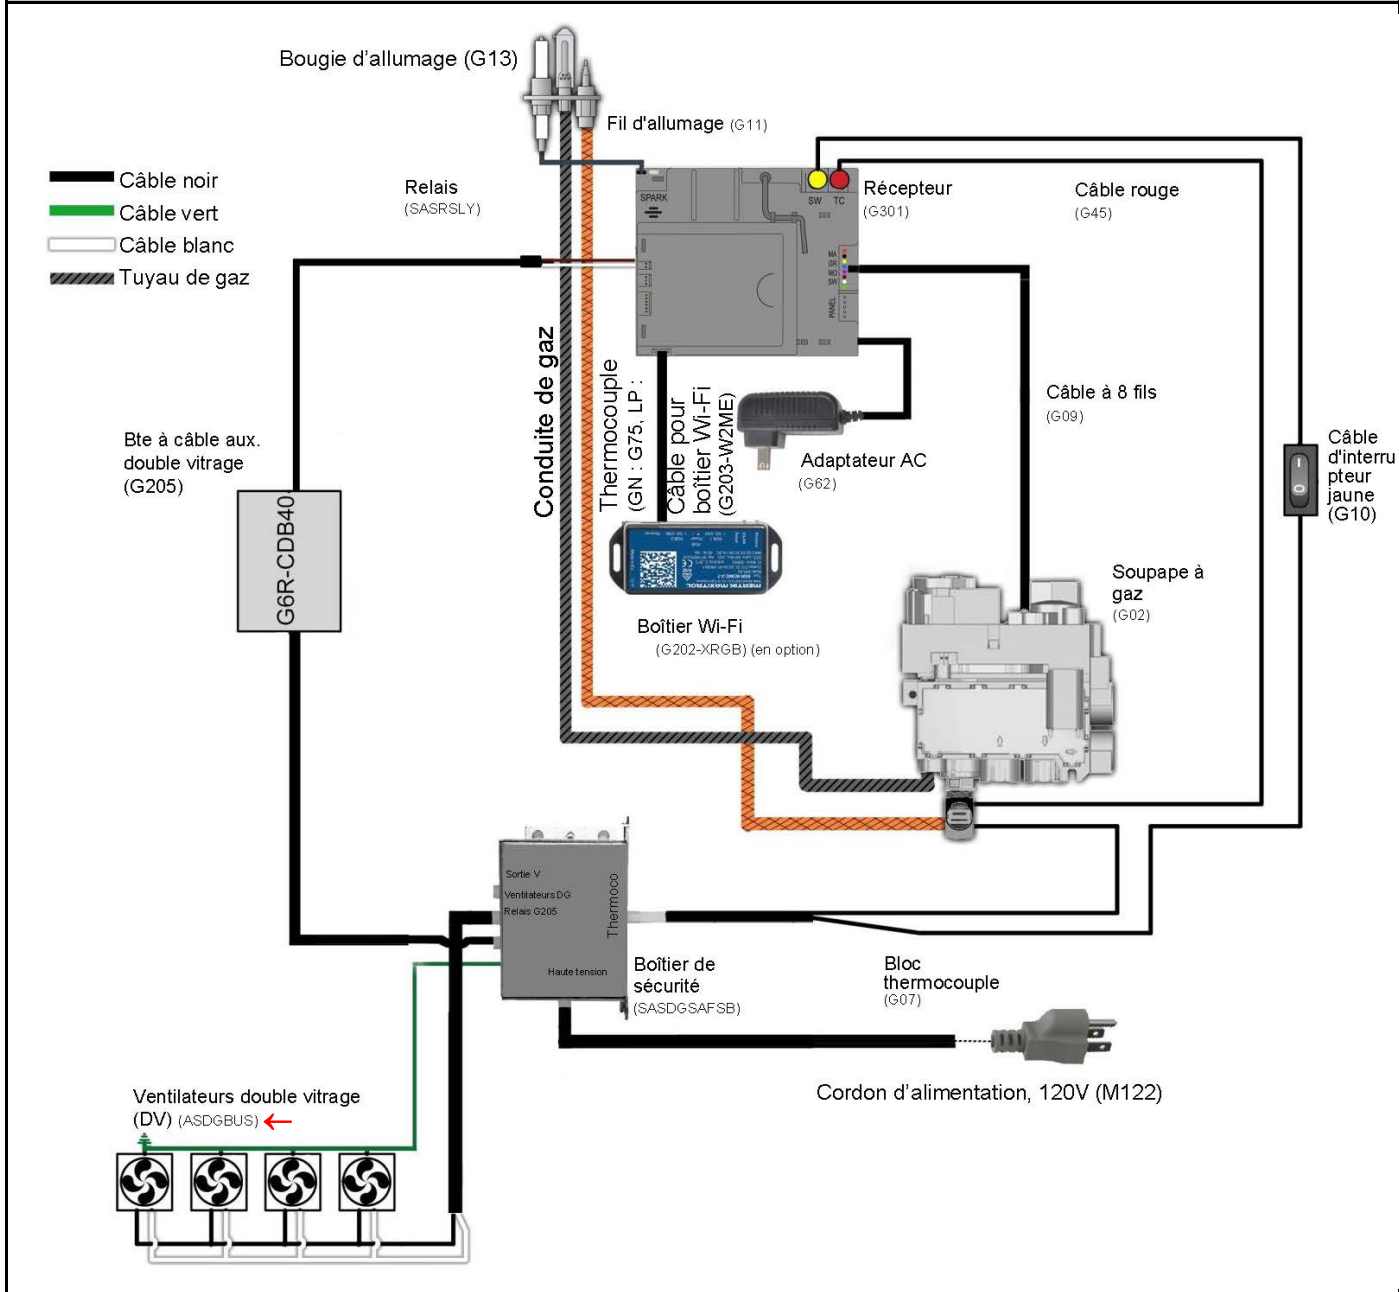 Bougie d'allumage (G13)
Fil d'allumage (G11)
Câble noir
Câble vert
Câble blanc
Tuyau de gaz
Relais
(SASRSLY)
SPARK
SW TC
Récepteur
(G301)
Câble rouge
(G45)
MA
GR
MO
SW
PANEL
Conduite de gaz
Thermocouple
(GN : G75, LP :
Câble pour
boîtier Wi-Fi
(G203-W2ME)
Adaptateur AC
(G62)
Câble à 8 fils
(G09)
Câble
d'interru
pteur
jaune
(G10)
I
O
Bte à câble aux.
double vitrage
(G205)
G6R-CDB40
MERTIK MAXITROL
Boîtier Wi-Fi
(G202-XRGB) (en option)
Soupape à
gaz
(G02)
Sortie V
Ventilateurs DG
Relais G205
Thermoco
Haute tension
Boîtier de
sécurité
(SASDGSAFSB)
Bloc
thermocouple
(G07)
Cordon d'alimentation, 120V (M122)
Ventilateurs double vitrage
(DV) (ASDGBUS)